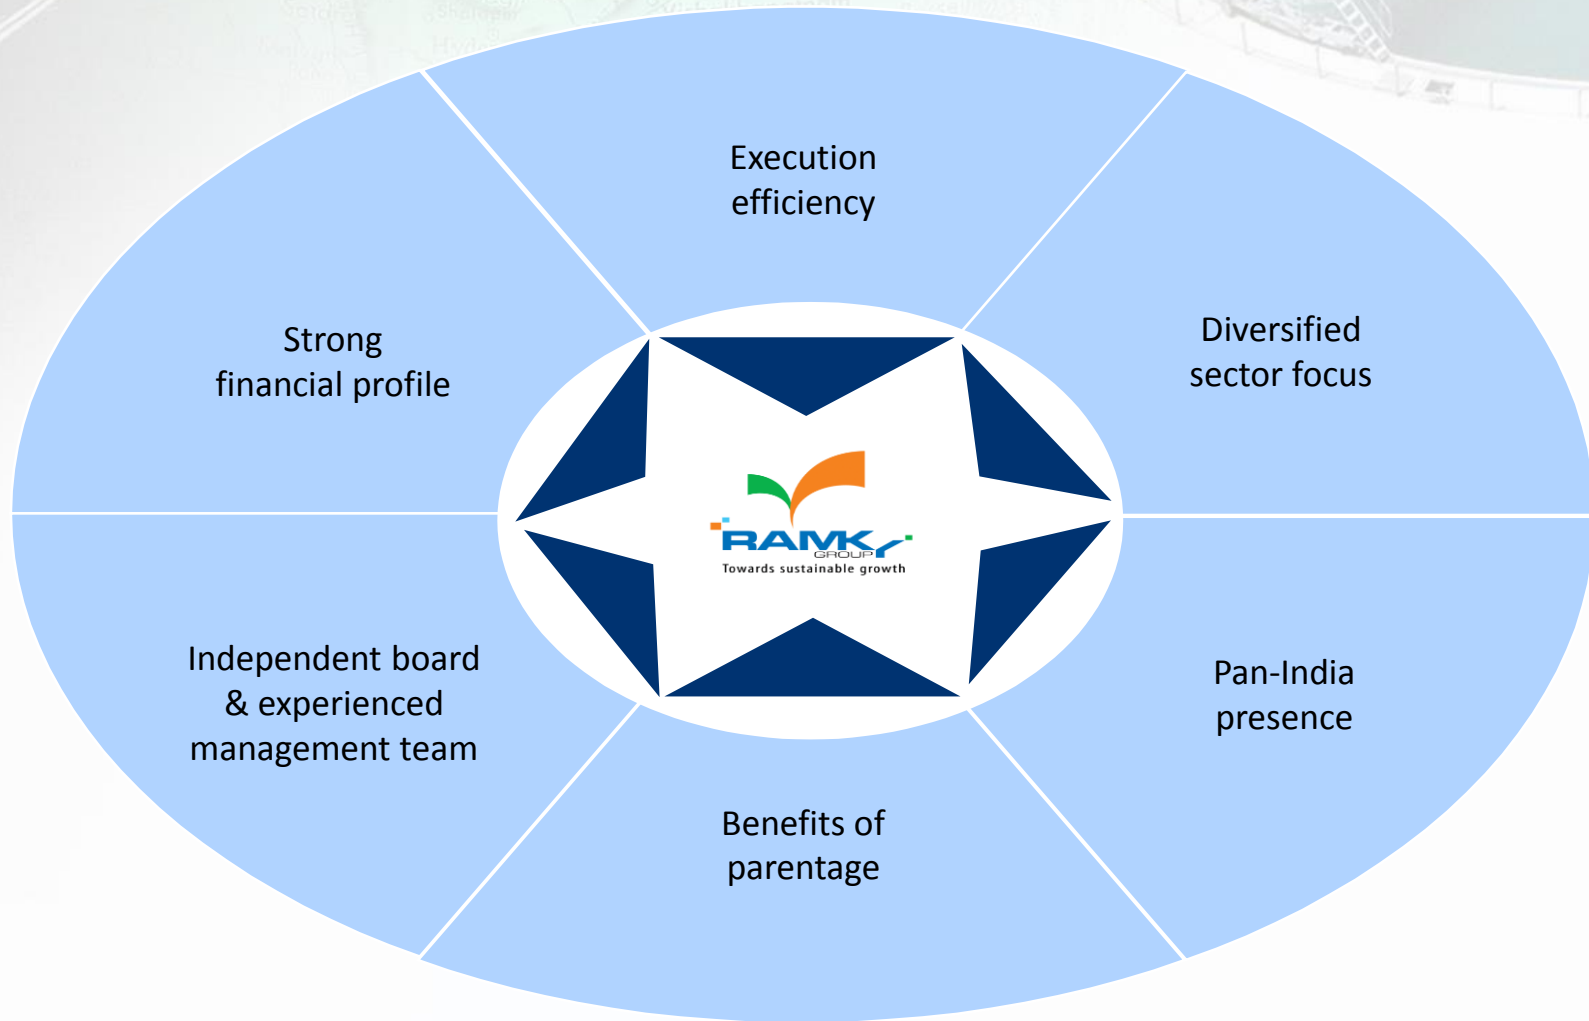 Execution
efficiency
Diversified
sector focus
Pan-India
presence
Benefits of
parentage
Independent board
& experienced
management team
Strong
financial profile
RAMKY
GROUP
Towards sustainable growth